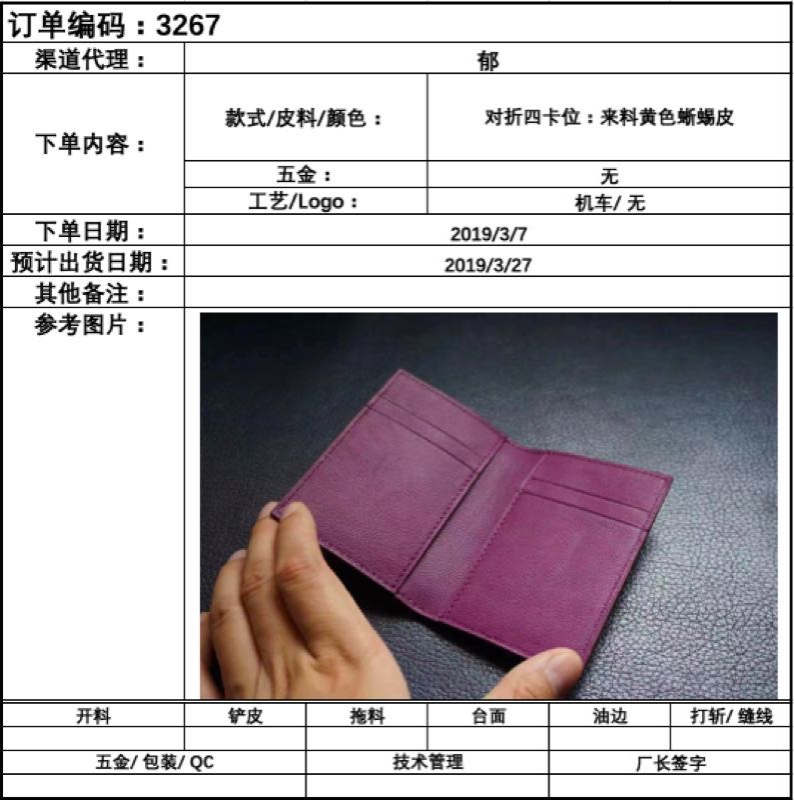 订单编码：3267
渠道代理： 郁
下单内容：
款式/皮料/颜色： 对折四卡位：来料黄色蜥蜴皮
五金： 无
工艺/Logo： 机车/ 无
下单日期： 2019/3/7
预计出货日期： 2019/3/27
其他备注：
参考图片：
开料 铲皮 拖料 台面 油边 打斩/ 缝线
五金/ 包装/ QC 技术管理 厂长签字